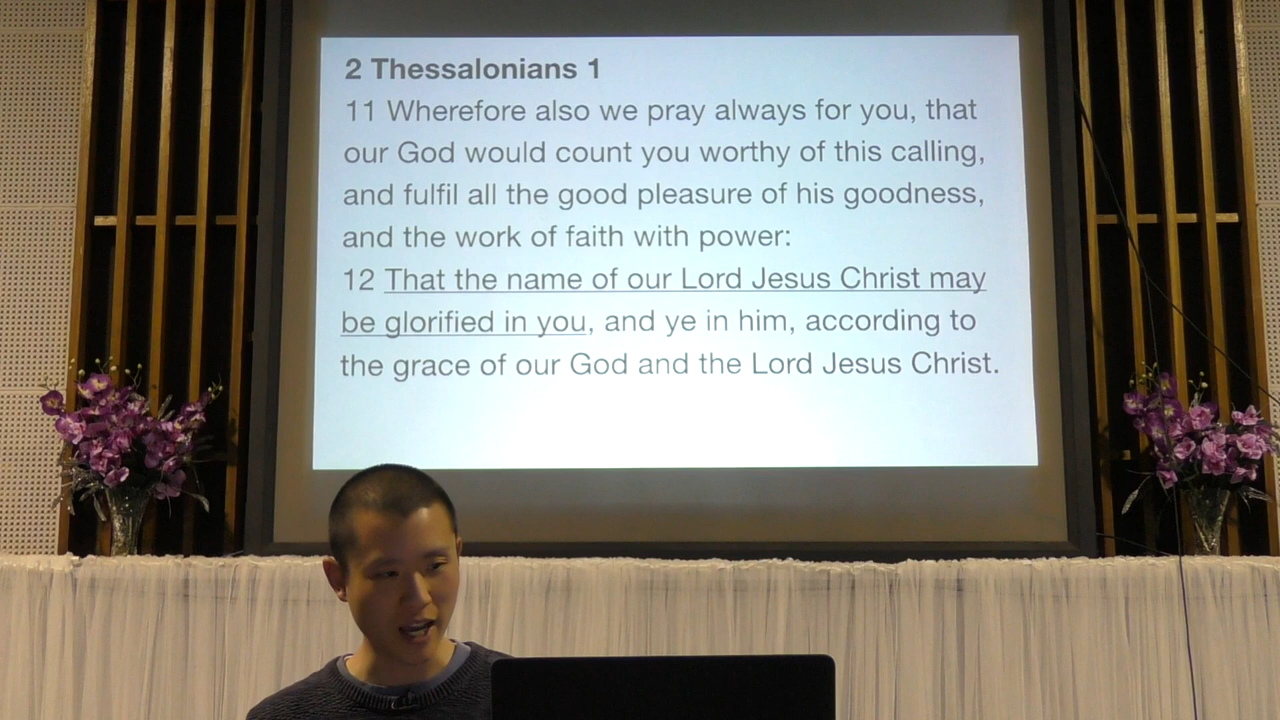 2 Thessalonians 1
11 Wherefore also we pray always for you, that
our God would count you worthy of this calling,
and fulfil all the good pleasure of his goodness,
and the work of faith with power:
12 That the name of our Lord Jesus Christ may
be glorified in you, and ye in him, according to
the grace of our God and the Lord Jesus Christ.